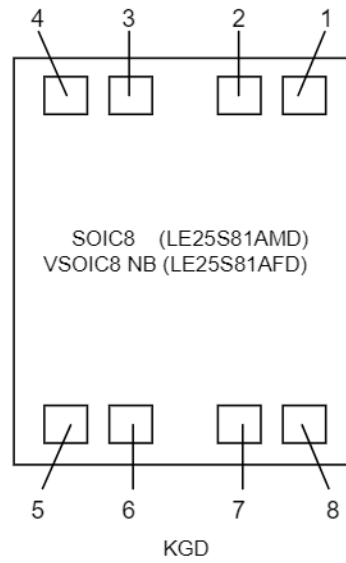 4 3 2 1
SOIC8 (LE25S81AMD)
VSOIC8 NB (LE25S81AFD)
5 6 7 8
KGD